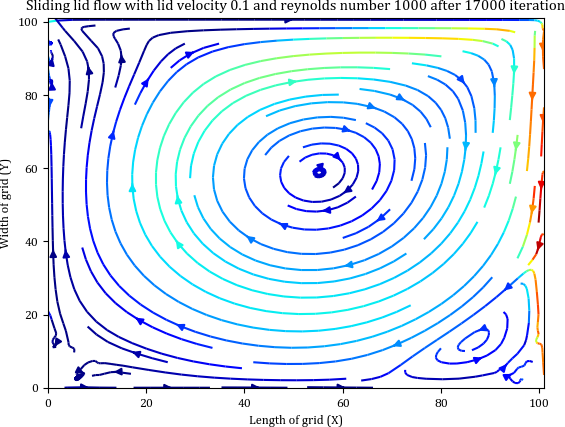 Sliding lid flow with lid velocity 0.1 and reynolds number 1000 after 17000 iteration
100
80
60
40
20
0
Width of grid (Y)
0 20 40 60 80 100
Length of grid (X)